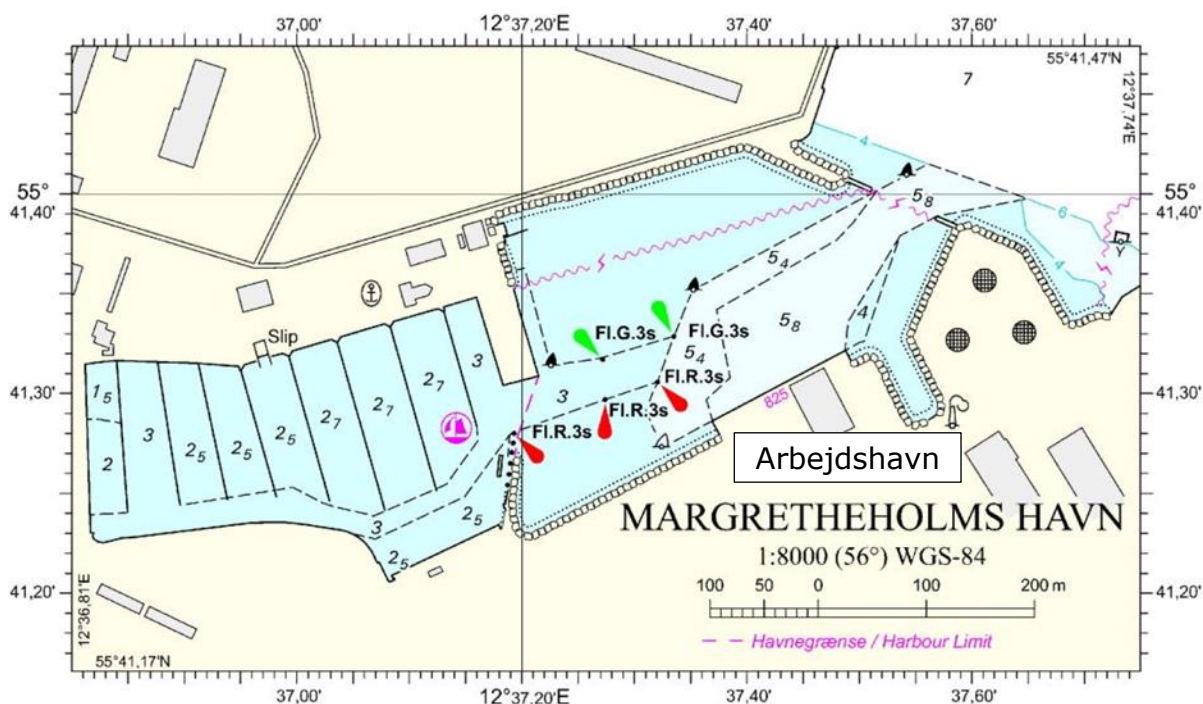 37,00' 12°37,20'E 37,40' 37,60'
55°41,47'N
12°37,74'E
7
4
55°
41,40'
55°
41,40'
5₈
6
4
Y
5₄
Fl.G.3s
Fl.G.3s
5₈
4
Slip
5₄
3
2₇
2₇
2₇
1₅
41,30'
3
Fl.R.3s
41,30'
825
3
2₅
2₅
2₅
Fl.R.3s
Fl.R.3s
2
Arbejdshavn
MARGRETHEHOLMS HAVN
1:8000 (56°) WGS-84
3
2₅
2₅
41,20'
100 50 0 100 200 m
41,20'
12°36,81'E
Havnegrænse / Harbour Limit
55°41,17'N
37,00' 12°37,20'E 37,40' 37,60'